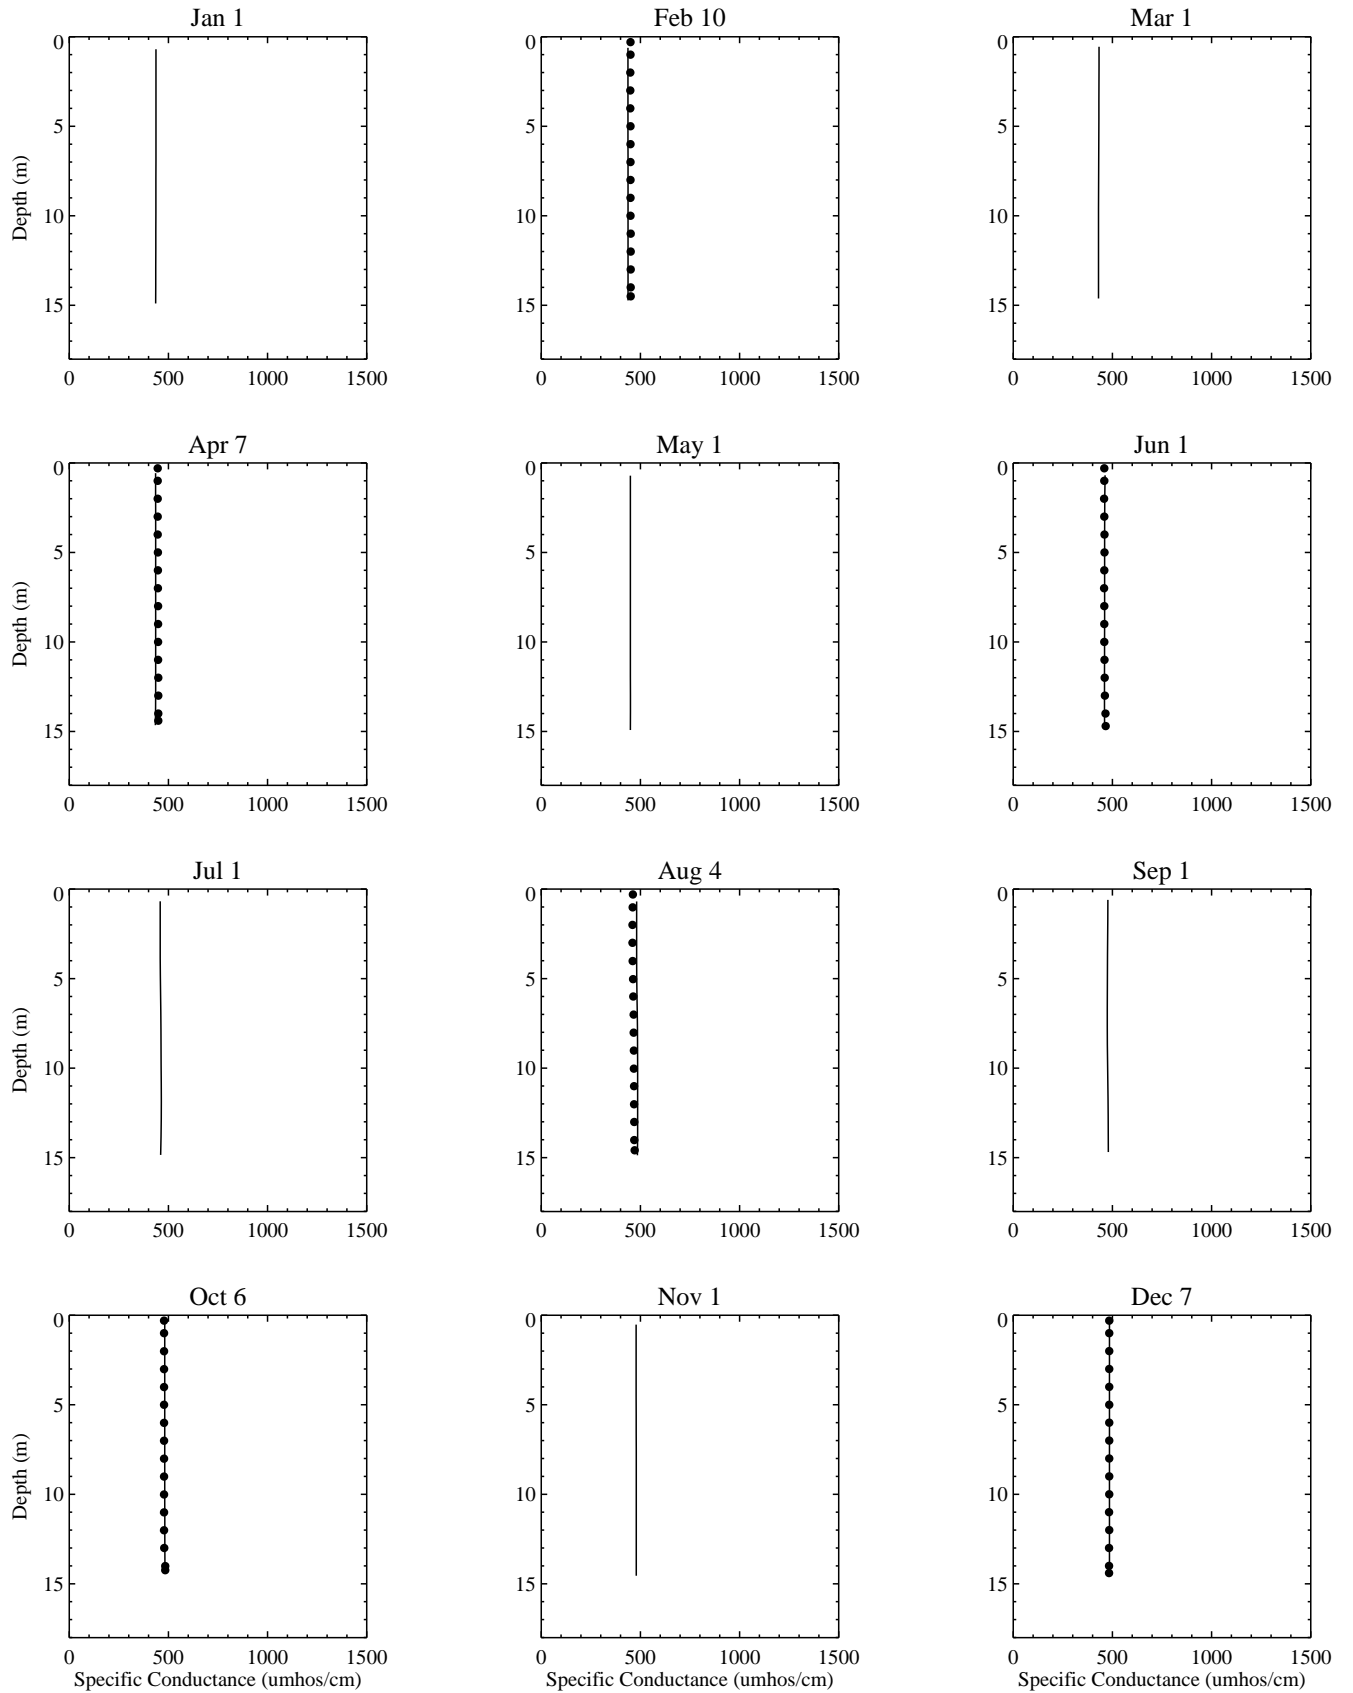 Jan 1 Feb 10 Mar 1
0 0 0
5 5 5
Depth (m)
10 10 10
15 15 15
0 500 1000 1500 0 500 1000 1500 0 500 1000 1500
Apr 7 May 1 Jun 1
0 0 0
5 5 5
Depth (m)
10 10 10
15 15 15
0 500 1000 1500 0 500 1000 1500 0 500 1000 1500
Jul 1 Aug 4 Sep 1
0 0 0
5 5 5
Depth (m)
10 10 10
15 15 15
0 500 1000 1500 0 500 1000 1500 0 500 1000 1500
Oct 6 Nov 1 Dec 7
0 0 0
5 5 5
Depth (m)
10 10 10
15 15 15
0 500 1000 1500 0 500 1000 1500 0 500 1000 1500
Specific Conductance (umhos/cm) Specific Conductance (umhos/cm) Specific Conductance (umhos/cm)